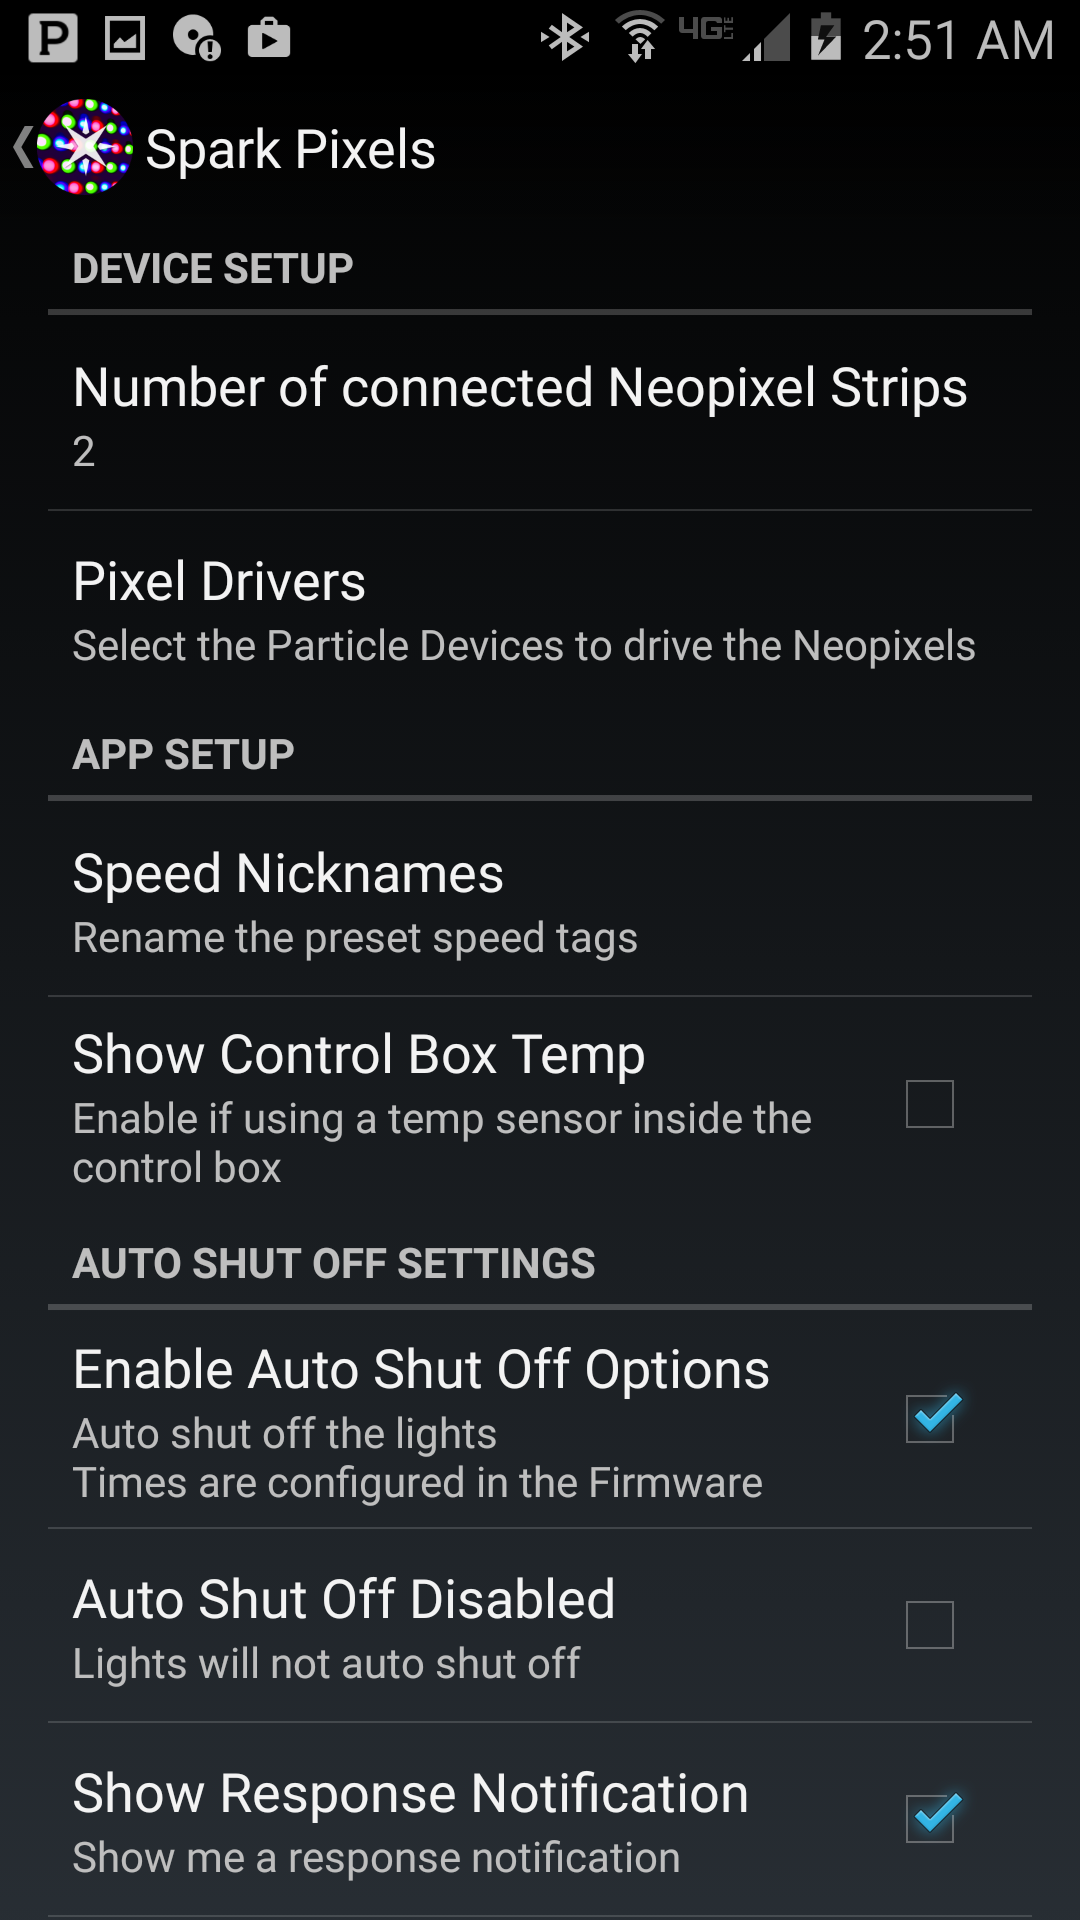 P 4G LTE 2:51 AM
Spark Pixels
DEVICE SETUP
Number of connected Neopixel Strips
2
Pixel Drivers
Select the Particle Devices to drive the Neopixels
APP SETUP
Speed Nicknames
Rename the preset speed tags
Show Control Box Temp
Enable if using a temp sensor inside the
control box
AUTO SHUT OFF SETTINGS
Enable Auto Shut Off Options
Auto shut off the lights
Times are configured in the Firmware
Auto Shut Off Disabled
Lights will not auto shut off
Show Response Notification
Show me a response notification